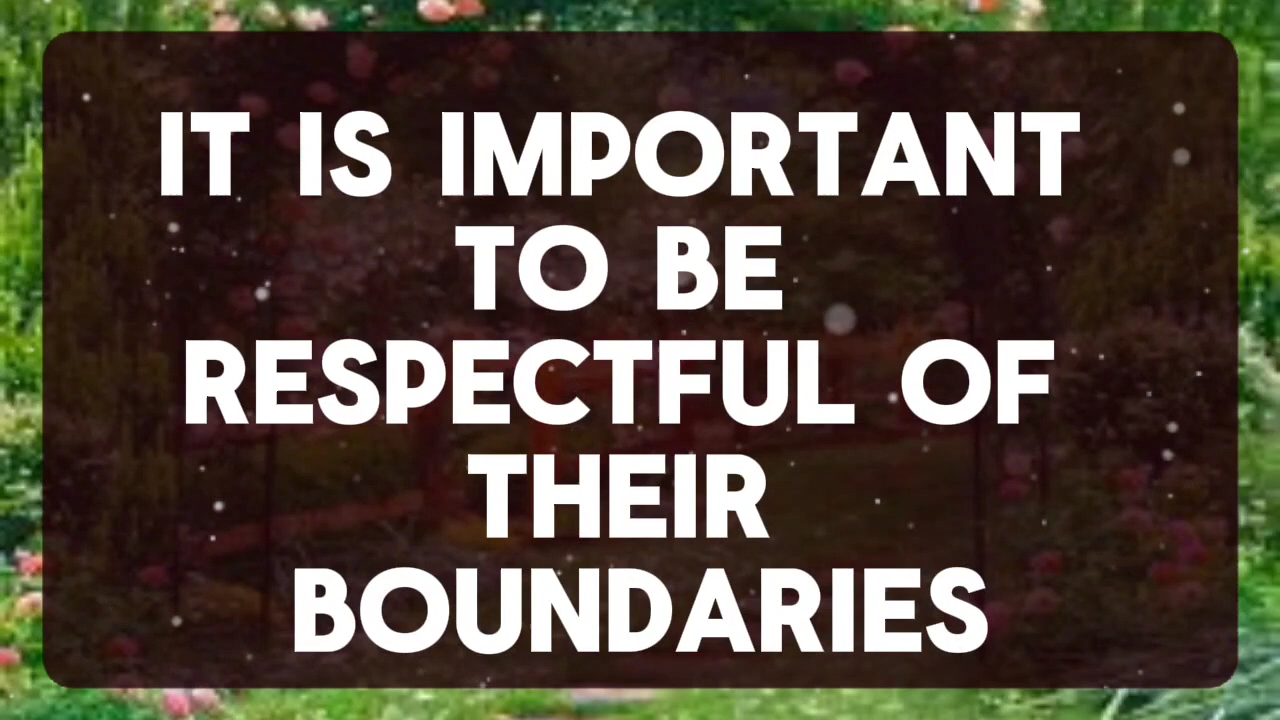 IT IS IMPORTANT
TO BE
RESPECTFUL OF
THEIR
BOUNDARIES